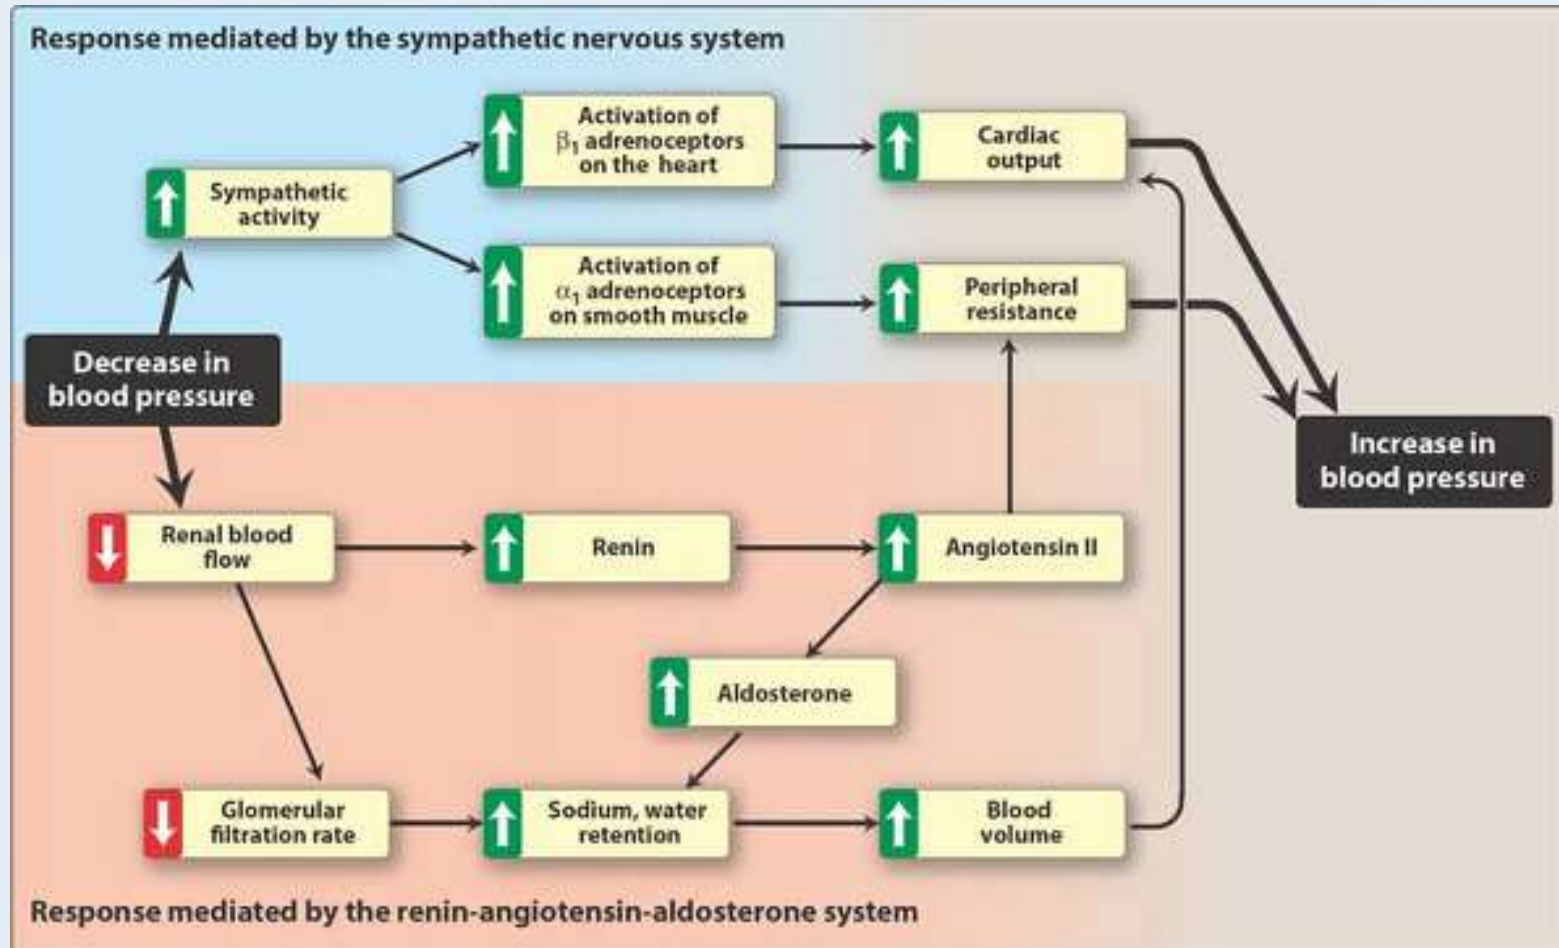 Response mediated by the sympathetic nervous system
Activation of
β1 adrenoceptors
on the heart
Cardiac
output
Sympathetic
activity
Activation of
α1 adrenoceptors
on smooth muscle
Peripheral
resistance
Decrease in
blood pressure
Increase in
blood pressure
Renal blood
flow
Renin
Angiotensin II
Aldosterone
Glomerular
filtration rate
Sodium, water
retention
Blood
volume
Response mediated by the renin-angiotensin-aldosterone system